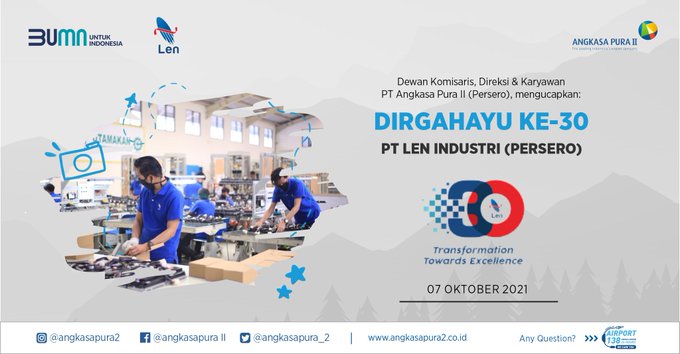 BUMN UNTUK
INDONESIA
Len
ANGKASA PURA II
Dewan Komisaris, Direksi & Karyawan
PT Angkasa Pura II (Persero), mengucapkan:
DIRGAHAYU KE-30
PT LEN INDUSTRI (PERSERO)
TAMAKAN
30
Len
Transformation
Towards Excellence
07 OKTOBER 2021
@angkasapura2
@angkasapura II
@angkasapura_2
www.angkasapura2.co.id
Any Question?
AIRPORT
138